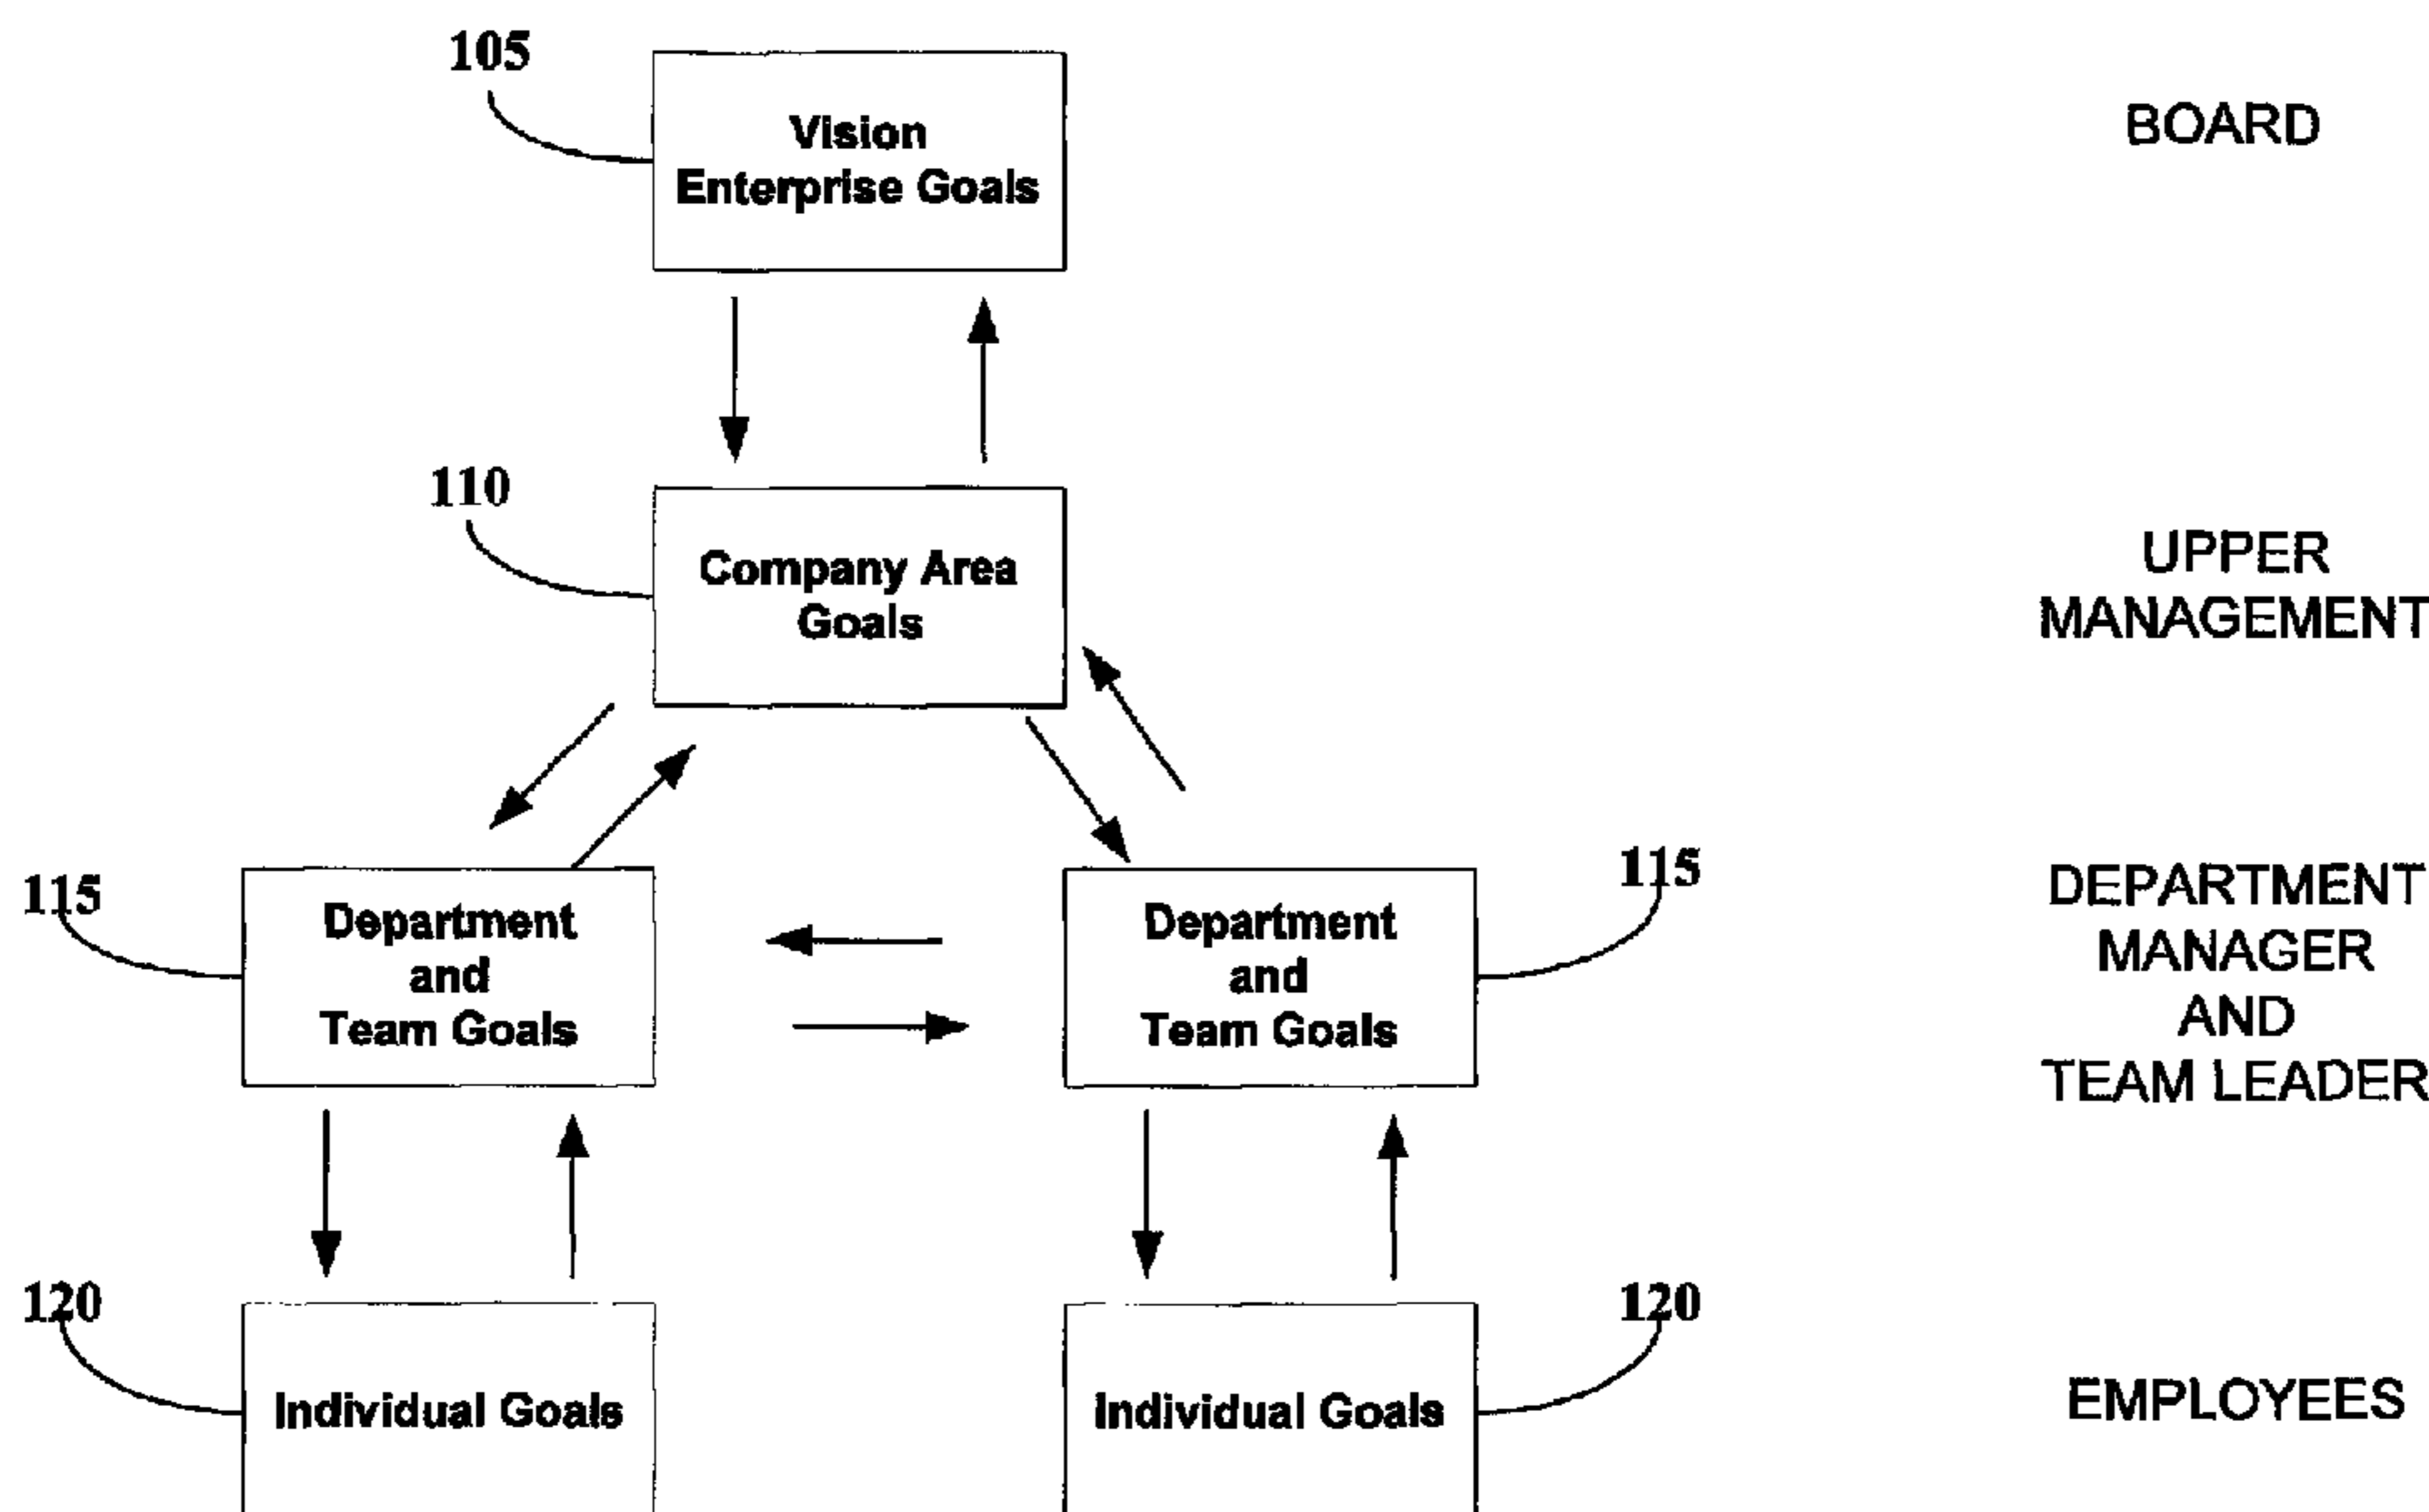 105
Vision
Enterprise Goals
BOARD
110
Company Area
Goals
UPPER
MANAGEMENT
115
Department
and
Team Goals
Department
and
Team Goals
115
DEPARTMENT
MANAGER
AND
TEAM LEADER
120
Individual Goals
Individual Goals
120
EMPLOYEES